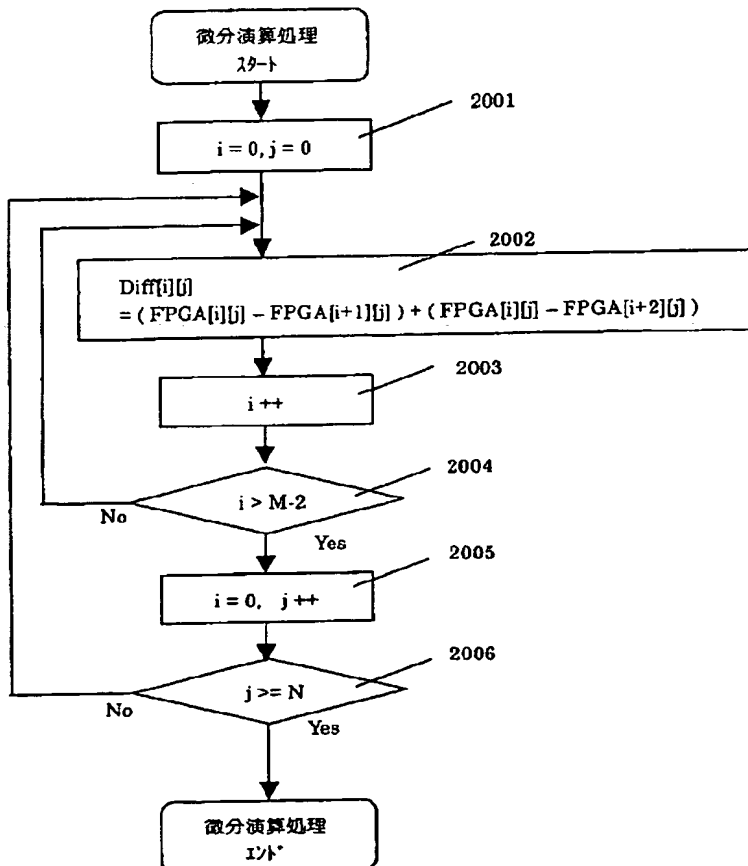 微分演算処理
スタート
2001
i = 0, j = 0
2002
Diff[i][j]
= ( FPGA[i][j] − FPGA[i+1][j] ) + ( FPGA[i][j] − FPGA[i+2][j] )
2003
i ++
2004
i > M-2
No
Yes
2005
i = 0, j ++
2006
j >= N
No
Yes
微分演算処理
エンド